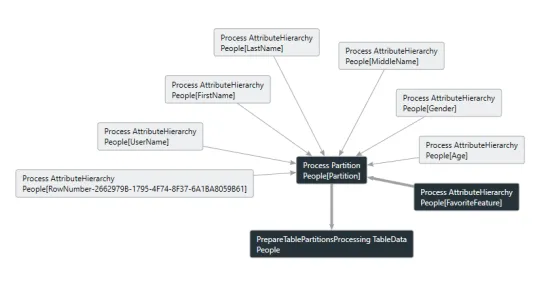 Process AttributeHierarchy
People[LastName]
Process AttributeHierarchy
People[MiddleName]
Process AttributeHierarchy
People[FirstName]
Process AttributeHierarchy
People[Gender]
Process AttributeHierarchy
People[UserName]
Process AttributeHierarchy
People[Age]
Process Partition
People[Partition]
Process AttributeHierarchy
People[RowNumber-2662979B-1795-4F74-8F37-6A1BA8059B61]
Process AttributeHierarchy
People[FavoriteFeature]
PrepareTablePartitionsProcessing TableData
People